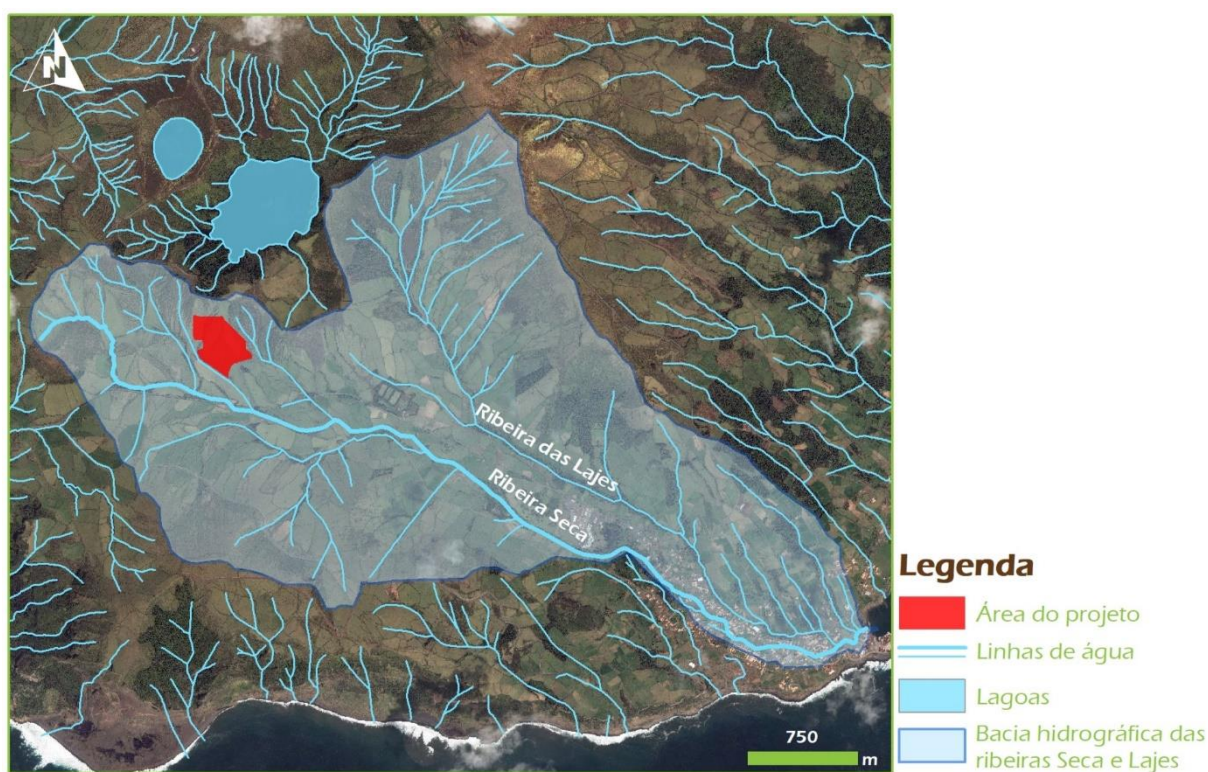 N
Ribeira das Lajes
Ribeira Seca
750
m
Legenda
Área do projeto
Linhas de água
Lagoas
Bacia hidrográfica das
ribeiras Seca e Lajes